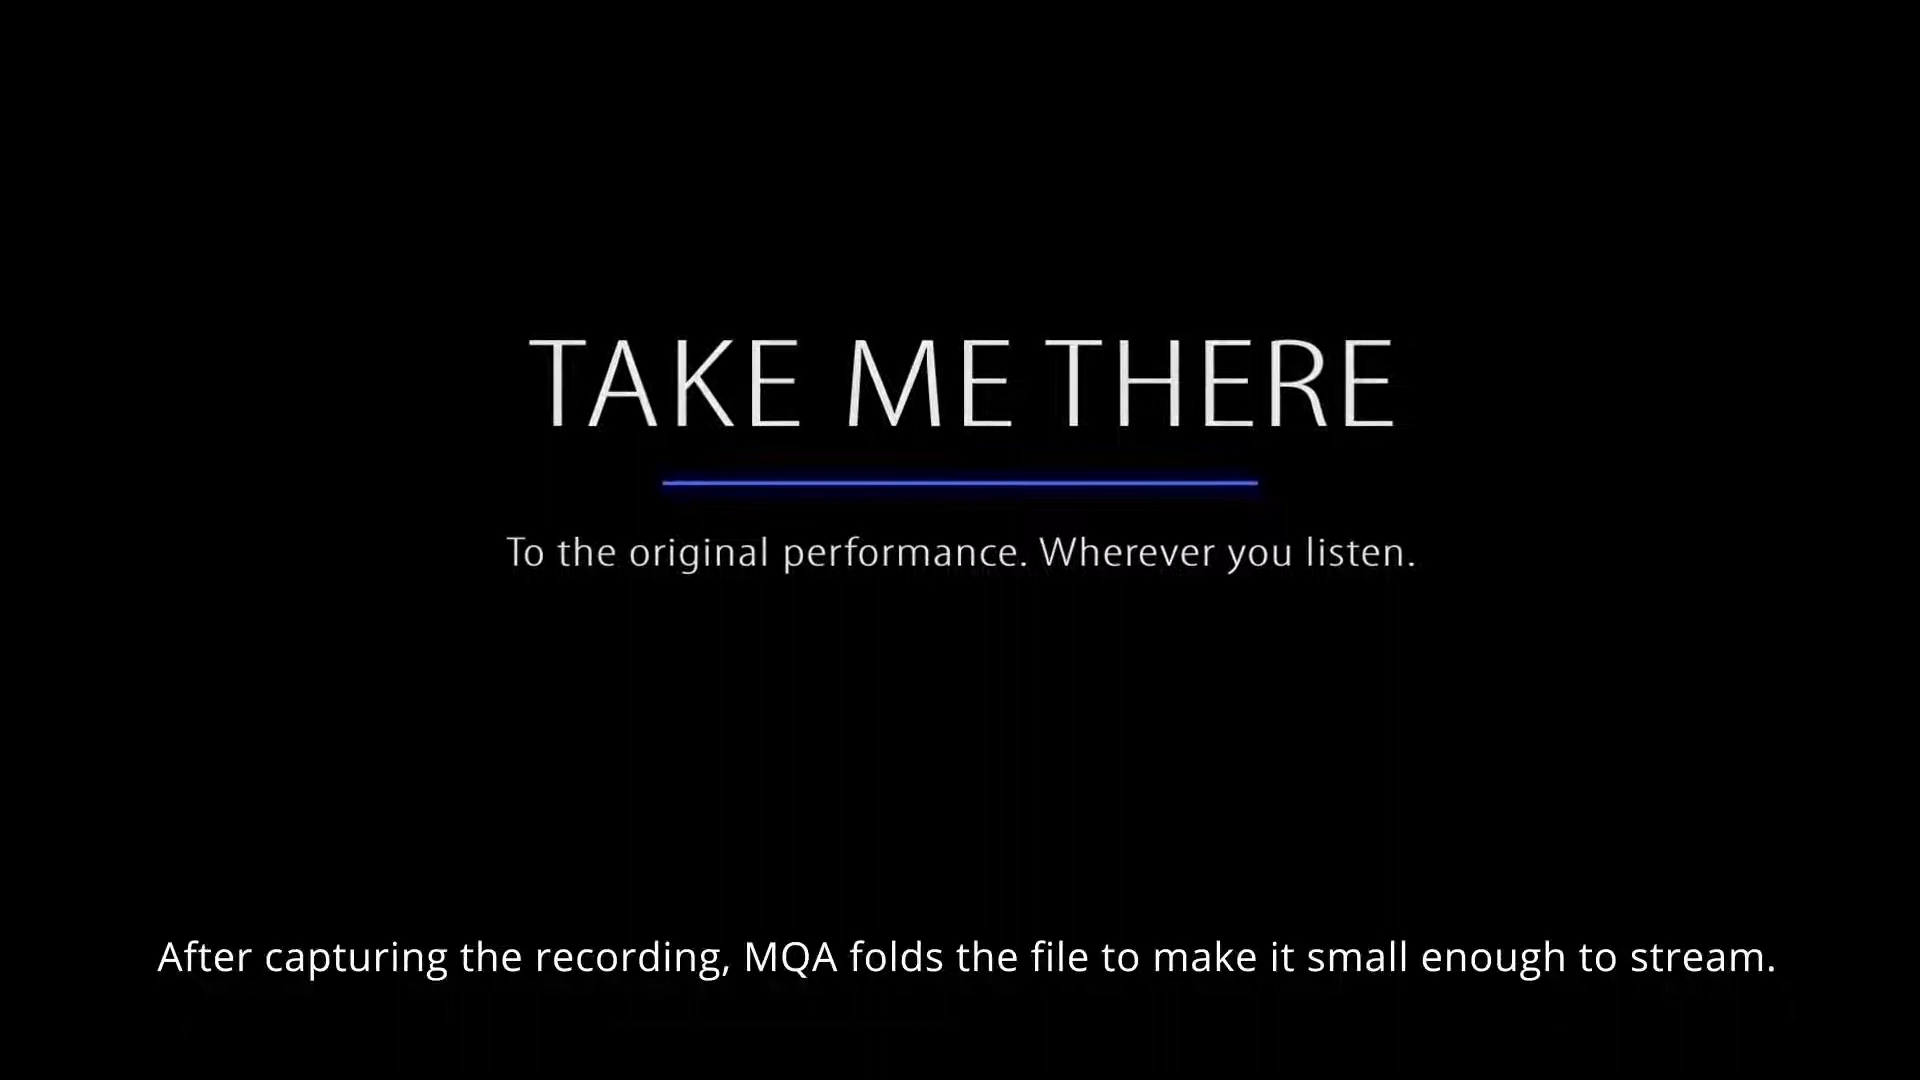 TAKE ME THERE
To the original performance. Wherever you listen.
After capturing the recording, MQA folds the file to make it small enough to stream.